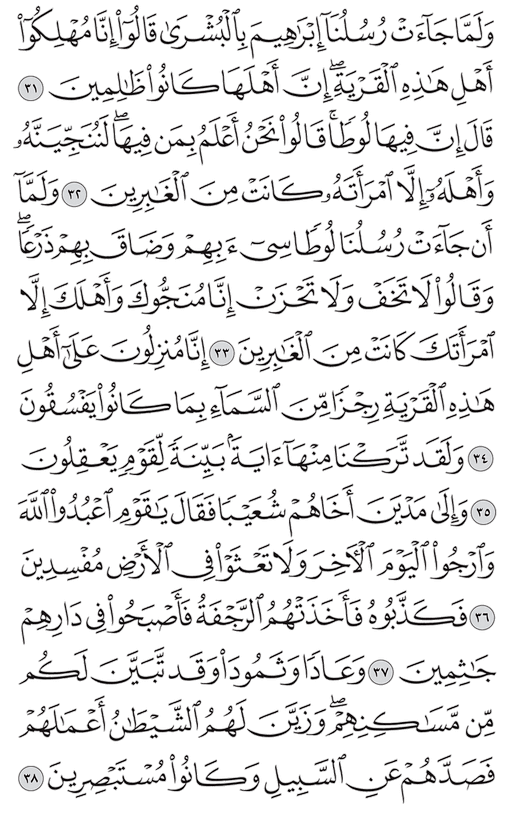 وَلَمَّا جَآءَتْ رُسُلُنَآ إِبْرَٰهِيمَ بِٱلْبُشْرَىٰ قَالُوٓا۟ إِنَّا مُهْلِكُوٓا۟
أَهْلِ هَٰذِهِ ٱلْقَرْيَةِ ۖ إِنَّ أَهْلَهَا كَانُوا۟ ظَٰلِمِينَ ٣١
قَالَ إِنَّ فِيهَا لُوطًا ۚ قَالُوا۟ نَحْنُ أَعْلَمُ بِمَن فِيهَا ۖ لَنُنَجِّيَنَّهُۥ
وَأَهْلَهُۥٓ إِلَّا ٱمْرَأَتَهُۥ كَانَتْ مِنَ ٱلْغَٰبِرِينَ ٣٢ وَلَمَّآ
أَن جَآءَتْ رُسُلُنَا لُوطًا سِىٓءَ بِهِمْ وَضَاقَ بِهِمْ ذَرْعًا ۖ
وَقَالُوا۟ لَا تَخَفْ وَلَا تَحْزَنْ إِنَّا مُنَجُّوكَ وَأَهْلَكَ إِلَّا
ٱمْرَأَتَكَ كَانَتْ مِنَ ٱلْغَٰبِرِينَ ٣٣ إِنَّا مُنزِلُونَ عَلَىٰٓ أَهْلِ
هَٰذِهِ ٱلْقَرْيَةِ رِجْزًا مِّنَ ٱلسَّمَآءِ بِمَا كَانُوا۟ يَفْسُقُونَ
٣٤ وَلَقَد تَّرَكْنَا مِنْهَآ ءَايَةًۢ بَيِّنَةً لِّقَوْمٍ يَعْقِلُونَ
٣٥ وَإِلَىٰ مَدْيَنَ أَخَاهُمْ شُعَيْبًا فَقَالَ يَٰقَوْمِ ٱعْبُدُوا۟ ٱللَّهَ
وَٱرْجُوا۟ ٱلْيَوْمَ ٱلْءَاخِرَ وَلَا تَعْثَوْا۟ فِى ٱلْأَرْضِ مُفْسِدِينَ
٣٦ فَكَذَّبُوهُ فَأَخَذَتْهُمُ ٱلرَّجْفَةُ فَأَصْبَحُوا۟ فِى دَارِهِمْ
جَٰثِمِينَ ٣٧ وَعَادًا وَثَمُودَا۟ وَقَد تَّبَيَّنَ لَكُم
مِّن مَّسَٰكِنِهِمْ ۖ وَزَيَّنَ لَهُمُ ٱلشَّيْطَٰنُ أَعْمَٰلَهُمْ
فَصَدَّهُمْ عَنِ ٱلسَّبِيلِ وَكَانُوا۟ مُسْتَبْصِرِينَ ٣٨